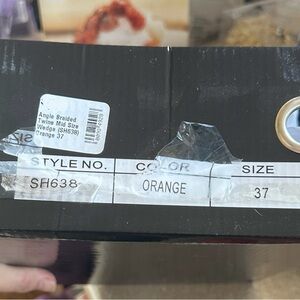 Angle Braided
Twine Mid Size
Wedge (SH638)
Orange 37
STYLE NO. COLOR SIZE
SH638 ORANGE 37